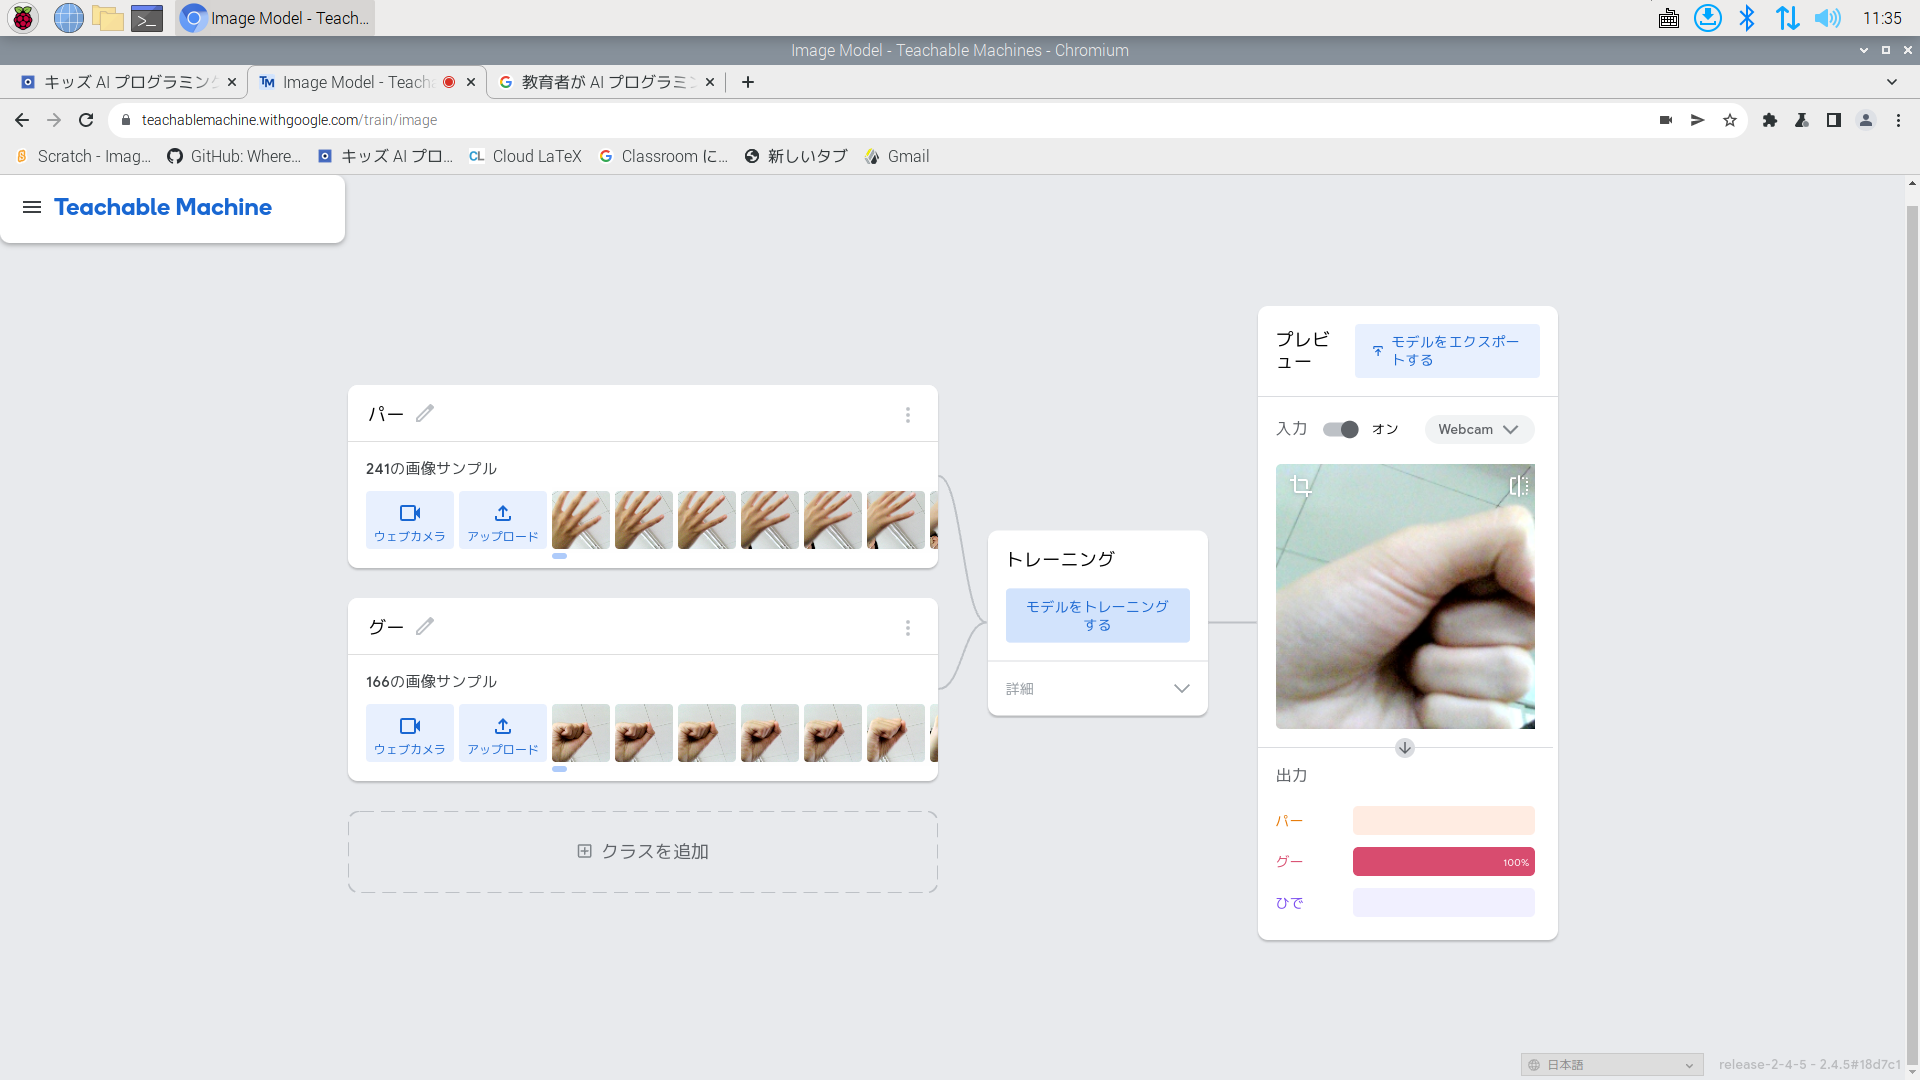 Image Model - Teach...
11:35
Image Model - Teachable Machines - Chromium
キッズ AI プログラミング
TM Image Model - Teach
教育者が AI プログラミン
teachablemachine.withgoogle.com/train/image
Scratch - Imag...
GitHub: Where...
キッズ AI プロ...
CL Cloud LaTeX
Classroom に...
新しいタブ
Gmail
Teachable Machine
パー
241の画像サンプル
ウェブカメラ
アップロード
グー
166の画像サンプル
ウェブカメラ
アップロード
クラスを追加
トレーニング
モデルをトレーニング
する
詳細
プレビ
ュー
モデルをエクスポー
トする
入力
オン
Webcam
出力
パー
グー
100%
ひで
日本語
release-2-4-5 - 2.4.5#18d7c1